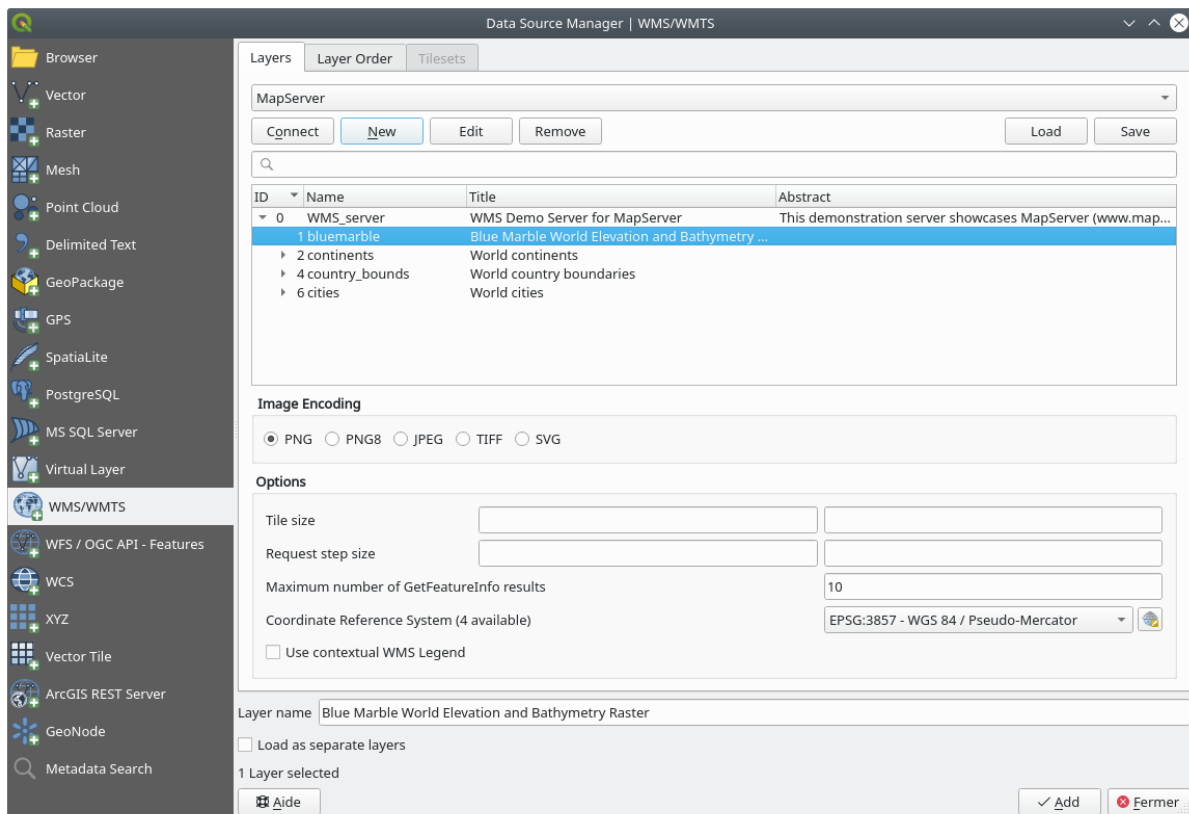 Data Source Manager | WMS/WMTS
Browser
Vector
Raster
Mesh
Point Cloud
Delimited Text
GeoPackage
GPS
SpatiaLite
PostgreSQL
MS SQL Server
Virtual Layer
WMS/WMTS
WFS / OGC API - Features
WCS
XYZ
Vector Tile
ArcGIS REST Server
GeoNode
Metadata Search
Layers Layer Order Tilesets
MapServer
Connect New Edit Remove Load Save
ID Name Title Abstract
0 WMS_server WMS Demo Server for MapServer This demonstration server showcases MapServer (www.map...
1 bluemarble Blue Marble World Elevation and Bathymetry ...
2 continents World continents
4 country_bounds World country boundaries
6 cities World cities
Image Encoding
PNG PNG8 JPEG TIFF SVG
Options
Tile size
Request step size
Maximum number of GetFeatureInfo results 10
Coordinate Reference System (4 available) EPSG:3857 - WGS 84 / Pseudo-Mercator
Use contextual WMS Legend
Layer name Blue Marble World Elevation and Bathymetry Raster
Load as separate layers
1 Layer selected
Aide Add Fermer